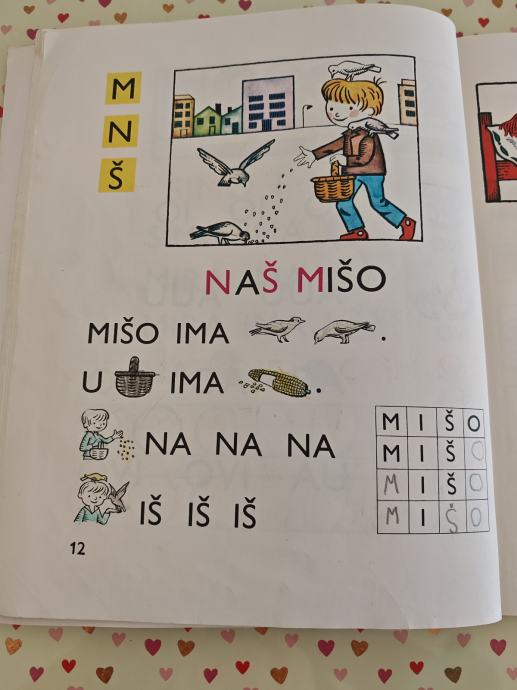 M
N
Š
NAŠ MIŠO
MIŠO IMA .
U IMA .
NA NA NA
IŠ IŠ IŠ
M I Š O
M I Š O
M I Š O
M I Š O
12